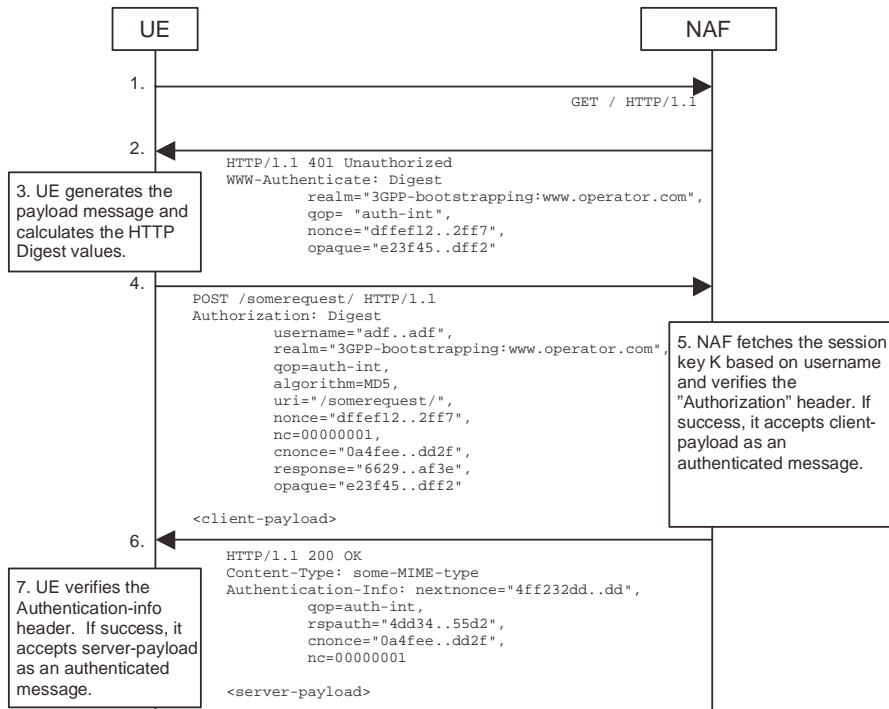 UE
NAF
1.
GET / HTTP/1.1
2.
HTTP/1.1 401 Unauthorized
WWW-Authenticate: Digest
realm="3GPP-bootstrapping:www.operator.com",
qop= "auth-int",
nonce="dffef12..2ff7",
opaque="e23f45..dff2"
3. UE generates the
payload message and
calculates the HTTP
Digest values.
4.
POST /somerequest/ HTTP/1.1
Authorization: Digest
username="adf..adf",
realm="3GPP-bootstrapping:www.operator.com",
qop=auth-int,
algorithm=MD5,
uri="/somerequest/",
nonce="dffef12..2ff7",
nc=00000001,
cnonce="0a4fee..dd2f",
response="6629..af3e",
opaque="e23f45..dff2"
<client-payload>
5. NAF fetches the session
key K based on username
and verifies the
”Authorization” header. If
success, it accepts client-
payload as an
authenticated message.
6.
HTTP/1.1 200 OK
Content-Type: some-MIME-type
Authentication-Info: nextnonce="4ff232dd..dd",
qop=auth-int,
rspauth="4dd34..55d2",
cnonce="0a4fee..dd2f",
nc=00000001
<server-payload>
7. UE verifies the
Authentication-info
header.  If success, it
accepts server-payload
as an authenticated
message.